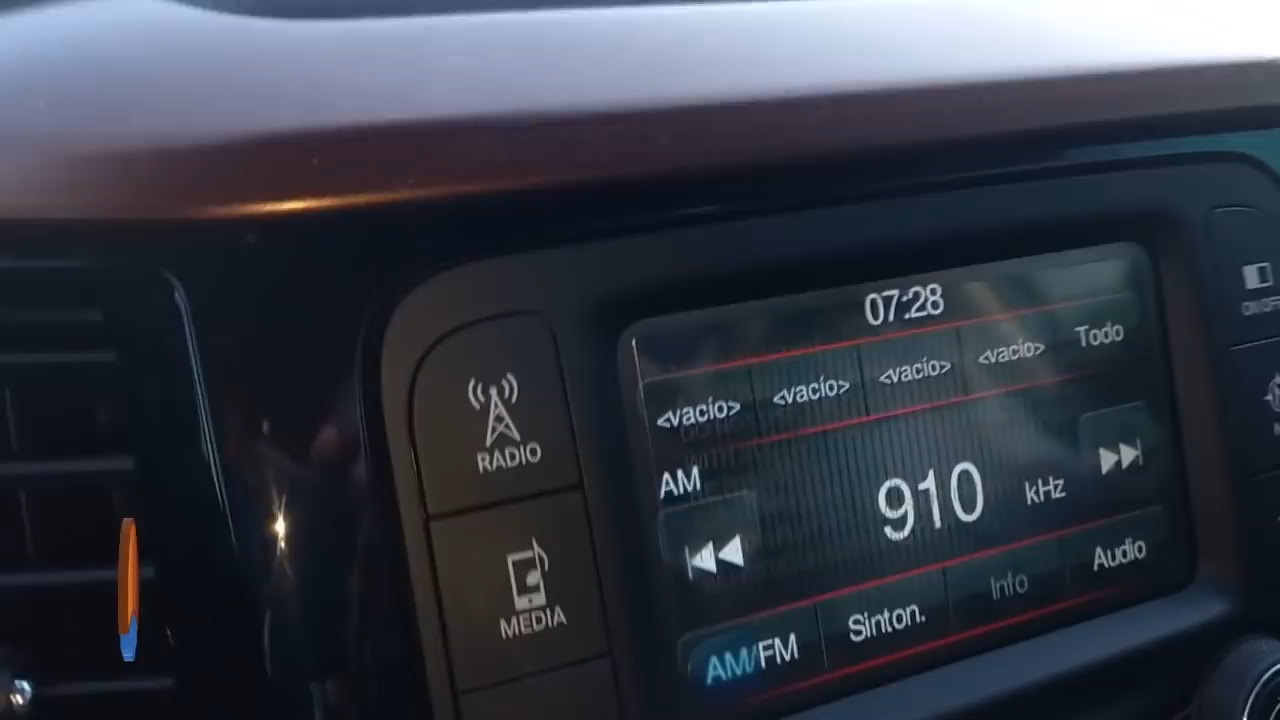 07:28
<vacío> <vacío> <vacío> <vacío> Todo
AM
910 kHz
AM/FM Sinton. Info Audio
RADIO
MEDIA